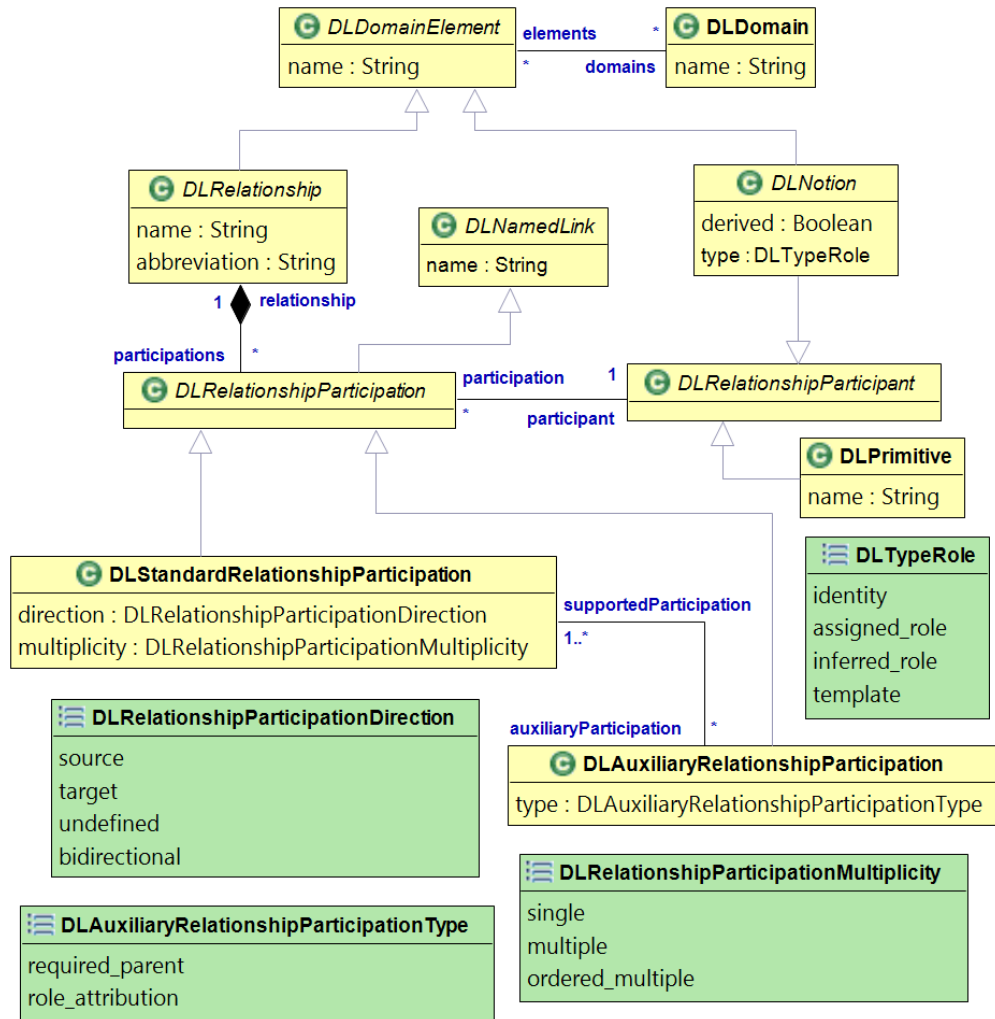 DLDomainElement
name : String
elements
*
*
domains
DLDomain
name : String
DLRelationship
name : String
abbreviation : String
DLNamedLink
name : String
DLNotion
derived : Boolean
type : DLTypeRole
1
relationship
participations
*
DLRelationshipParticipation
participation
1
*
participant
DLRelationshipParticipant
DLPrimitive
name : String
DLStandardRelationshipParticipation
direction : DLRelationshipParticipationDirection
multiplicity : DLRelationshipParticipationMultiplicity
supportedParticipation
1..*
DLTypeRole
identity
assigned_role
inferred_role
template
DLRelationshipParticipationDirection
source
target
undefined
bidirectional
auxiliaryParticipation
*
DLAuxiliaryRelationshipParticipation
type : DLAuxiliaryRelationshipParticipationType
DLRelationshipParticipationMultiplicity
single
multiple
ordered_multiple
DLAuxiliaryRelationshipParticipationType
required_parent
role_attribution